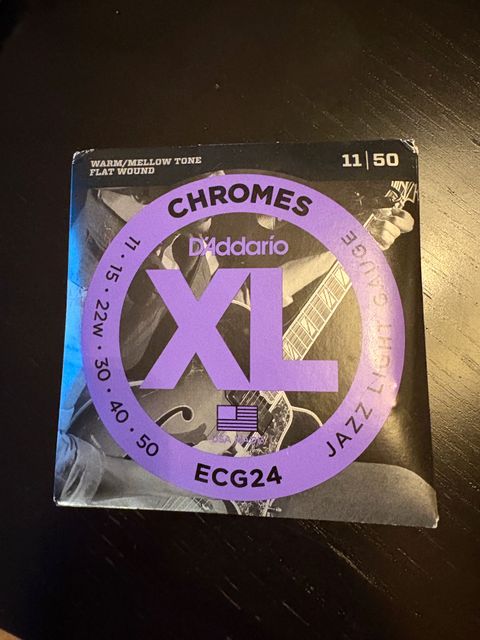 WARM/MELLOW TONE
FLAT WOUND
11|50
CHROMES
D'Addario
XL
11 • 15 • 22W • 30 • 40 • 50
JAZZ LIGHT GAUGE
USA MADE
ECG24